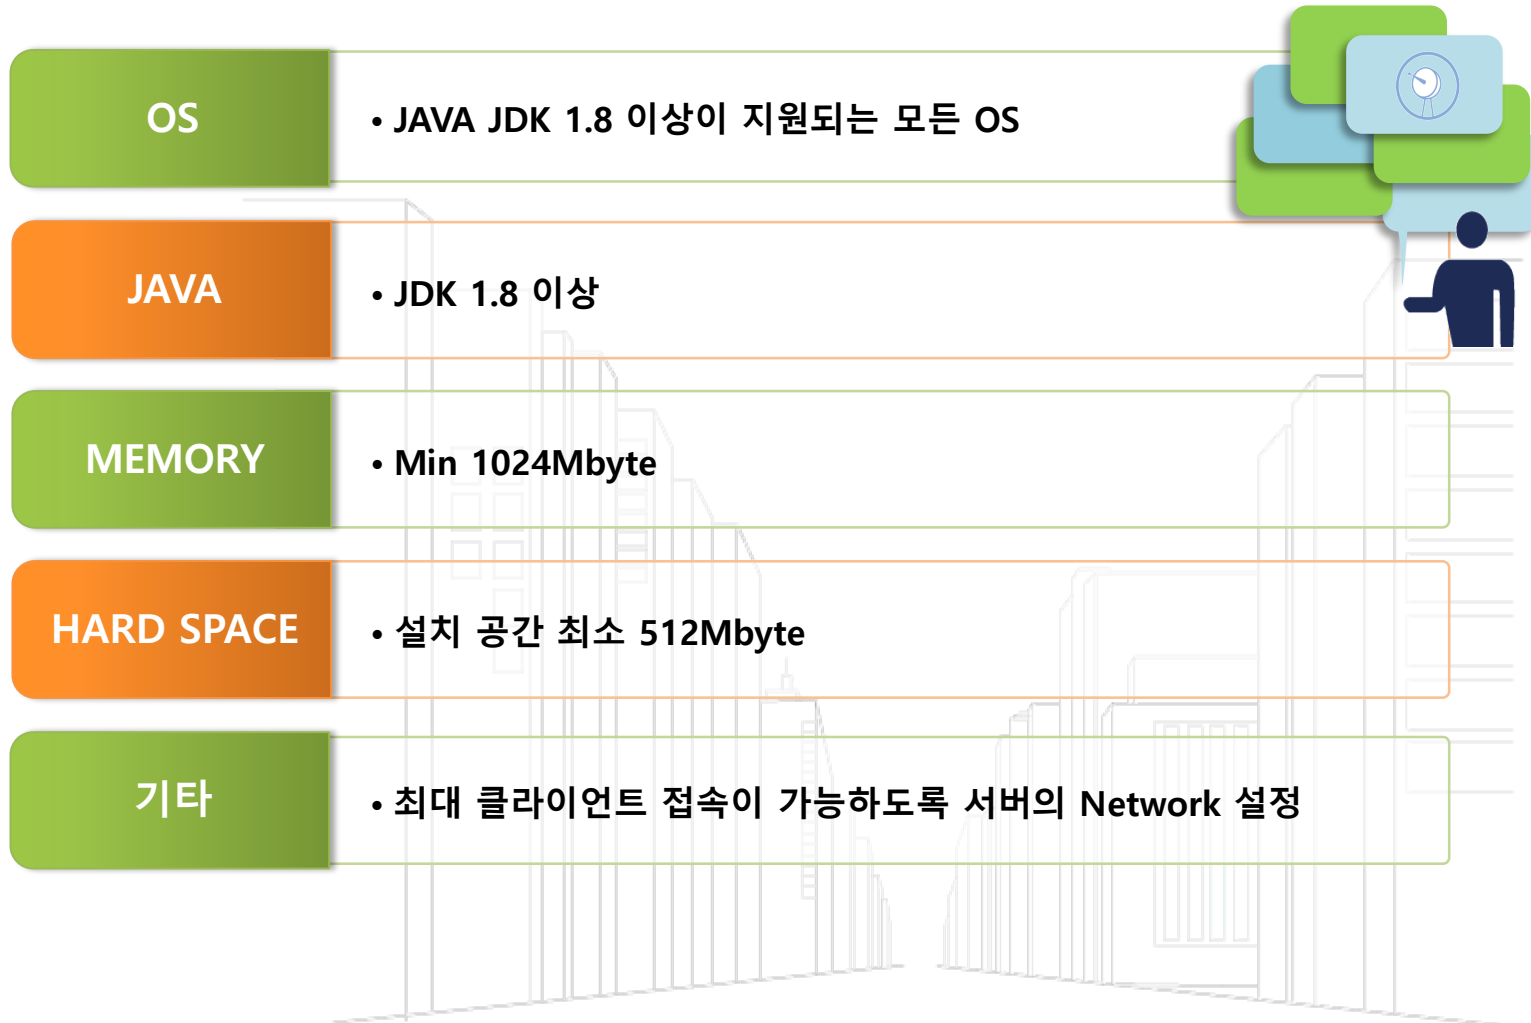 OS
• JAVA JDK 1.8 이상이 지원되는 모든 OS
JAVA
• JDK 1.8 이상
MEMORY
• Min 1024Mbyte
HARD SPACE
• 설치 공간 최소 512Mbyte
기타
• 최대 클라이언트 접속이 가능하도록 서버의 Network 설정